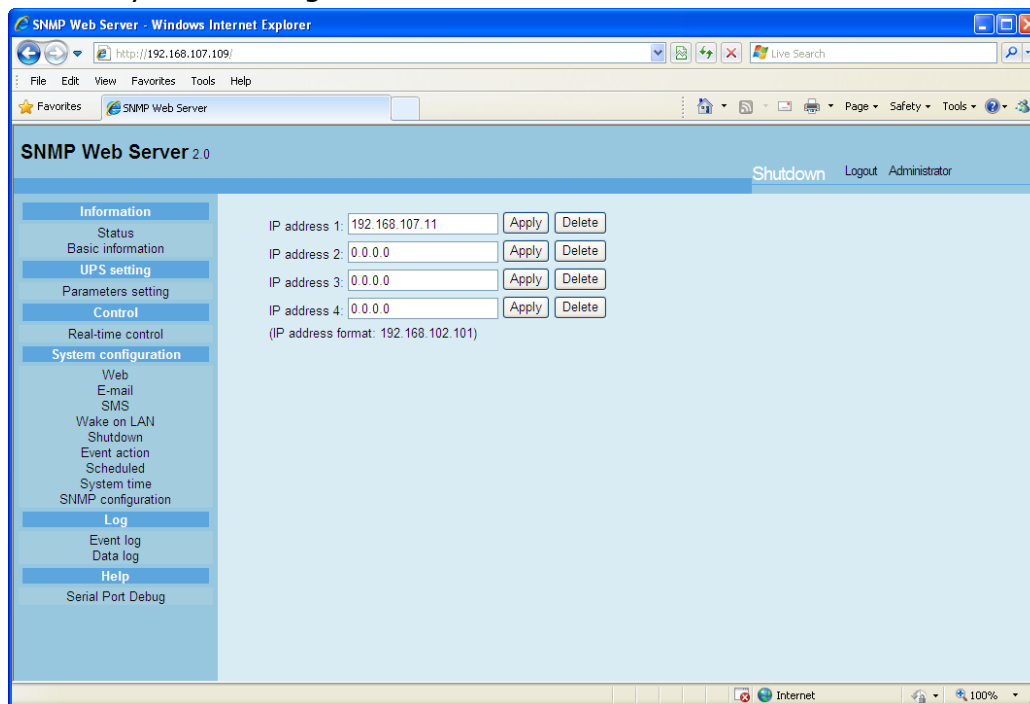 SNMP Web Server - Windows Internet Explorer
http://192.168.107.109/
Live Search
File Edit View Favorites Tools Help
Favorites SNMP Web Server Page Safety Tools
SNMP Web Server 2.0
Shutdown Logout Administrator
Information
Status
Basic information
UPS setting
Parameters setting
Control
Real-time control
System configuration
Web
E-mail
SMS
Wake on LAN
Shutdown
Event action
Scheduled
System time
SNMP configuration
Log
Event log
Data log
Help
Serial Port Debug
IP address 1: 192.168.107.11 Apply Delete
IP address 2: 0.0.0.0 Apply Delete
IP address 3: 0.0.0.0 Apply Delete
IP address 4: 0.0.0.0 Apply Delete
(IP address format: 192.168.102.101)
Internet 100%